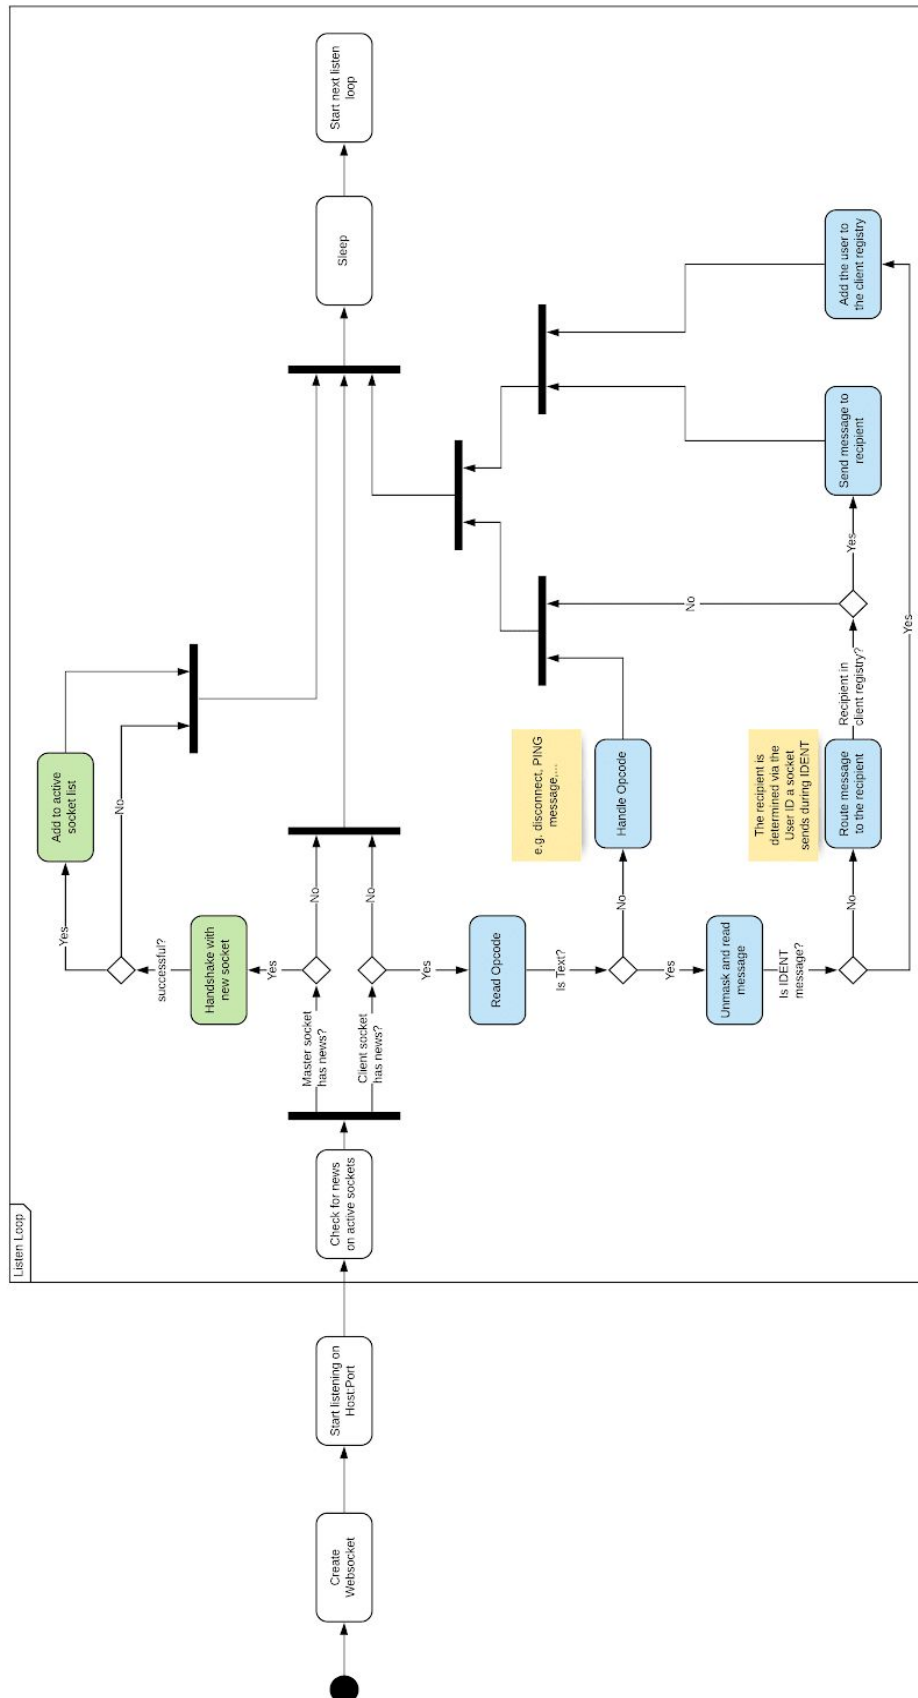 Listen Loop
Create
Websocket
Start listening on
Host:Port
Check for news
on active sockets
Master socket
has news?
Client socket
has news?
Yes
No
No
Yes
Handshake with
new socket
successful?
Yes
No
Add to active
socket list
Read Opcode
Is Text?
No
Yes
Handle Opcode
e.g. disconnect, PING
message,...
Unmask and read
message
Is IDENT
message?
No
Yes
Route message
to the recipient
The recipient is
determined via the
User ID a socket
sends during IDENT
Recipient in
client registry?
No
Yes
Send message to
recipient
Add the user to
the client registry
Sleep
Start next listen
loop